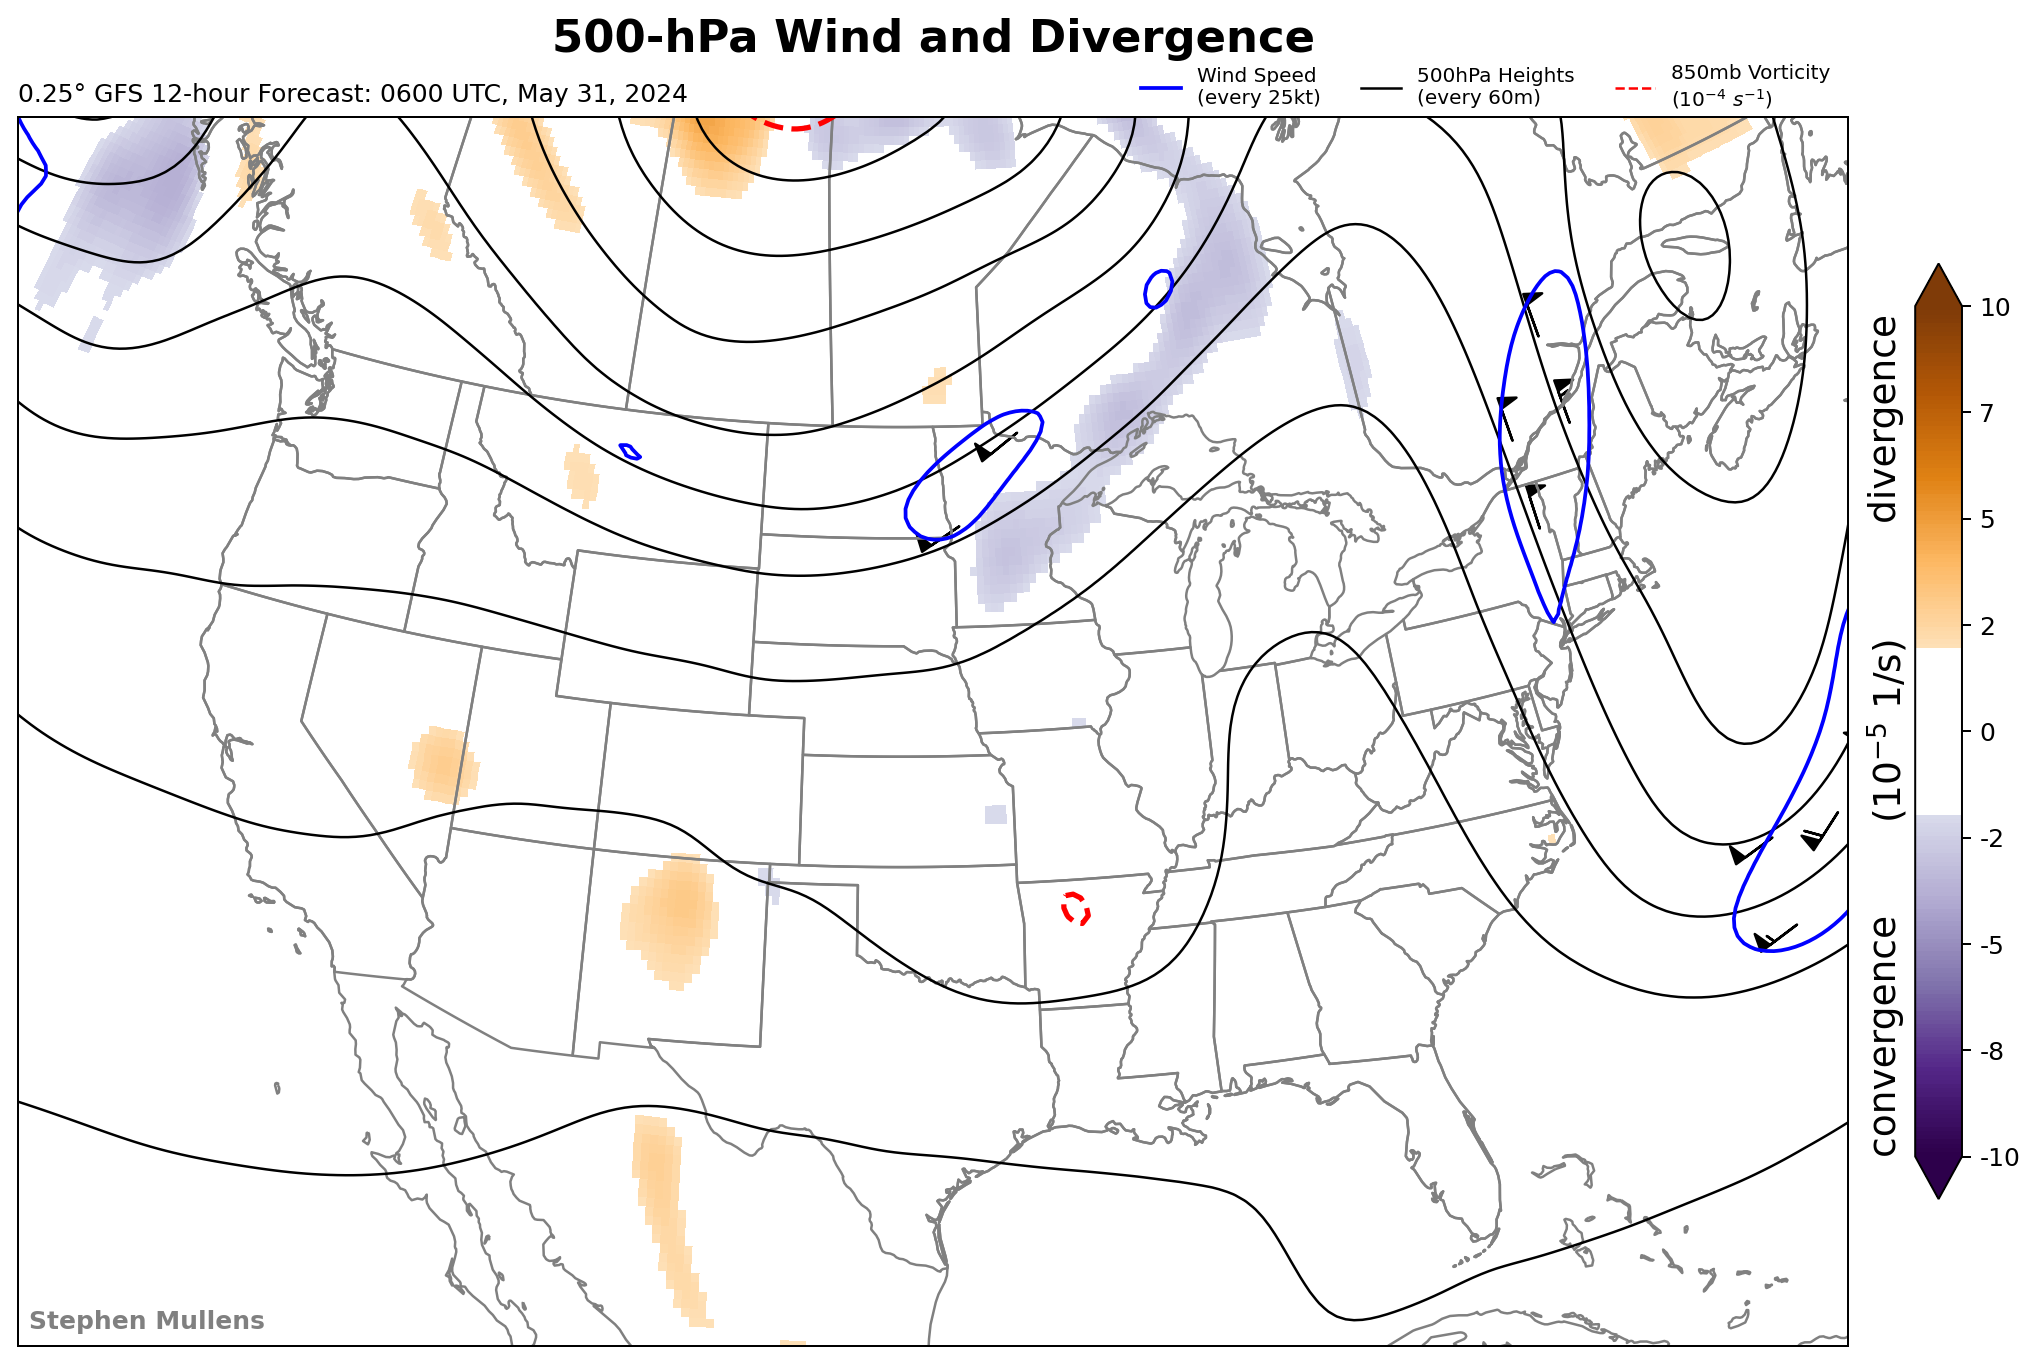 500-hPa Wind and Divergence
0.25° GFS 12-hour Forecast: 0600 UTC, May 31, 2024
Wind Speed
(every 25kt)
500hPa Heights
(every 60m)
850mb Vorticity
(10⁻⁴ s⁻¹)
10
7
5
2
0
-2
-5
-8
-10
convergence (10⁻⁵ 1/s) divergence
Stephen Mullens